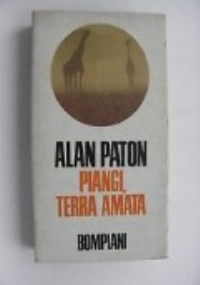 ALAN PATON
PIANGI,
TERRA AMATA
BOMPIANI